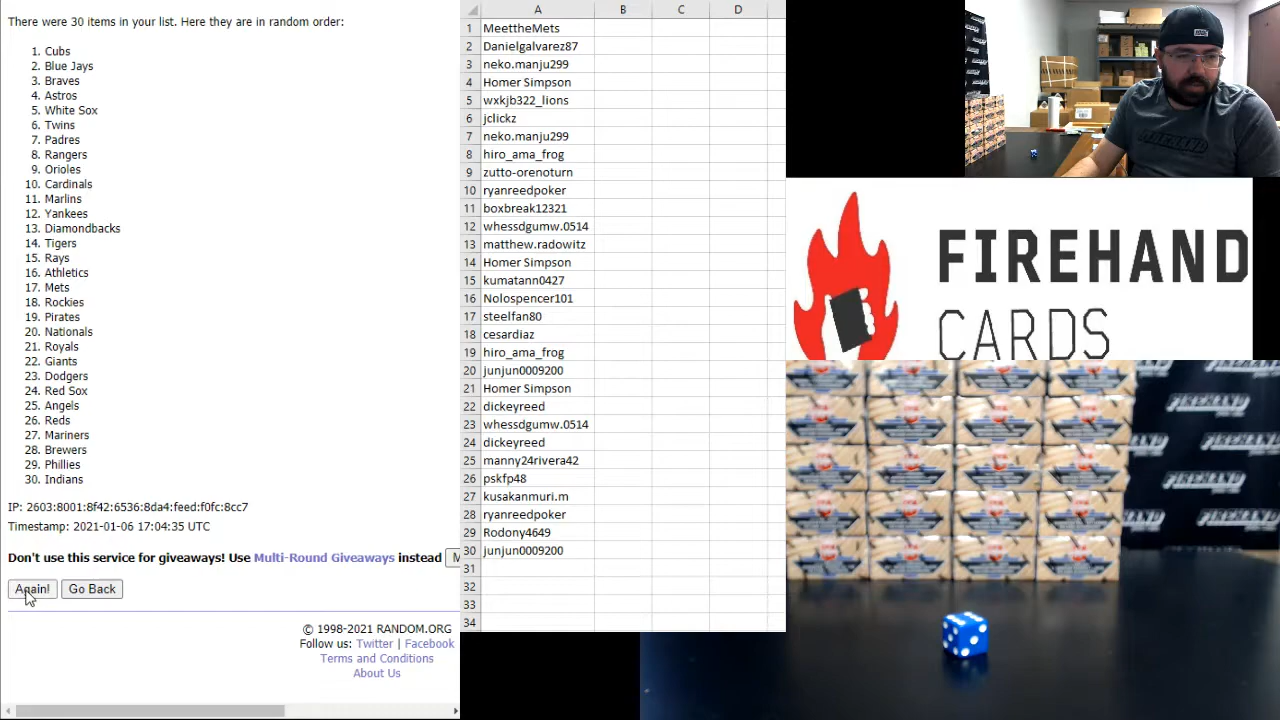 There were 30 items in your list. Here they are in random order:
1. Cubs
2. Blue Jays
3. Braves
4. Astros
5. White Sox
6. Twins
7. Padres
8. Rangers
9. Orioles
10. Cardinals
11. Marlins
12. Yankees
13. Diamondbacks
14. Tigers
15. Rays
16. Athletics
17. Mets
18. Rockies
19. Pirates
20. Nationals
21. Royals
22. Giants
23. Dodgers
24. Red Sox
25. Angels
26. Reds
27. Mariners
28. Brewers
29. Phillies
30. Indians
IP: 2603:8001:8f42:6536:8da4:feed:f0fc:8cc7
Timestamp: 2021-01-06 17:04:35 UTC
Don't use this service for giveaways! Use Multi-Round Giveaways instead M
Again! Go Back
© 1998-2021 RANDOM.ORG
Follow us: Twitter | Facebook
Terms and Conditions
About Us
A B C D
1 MeettheMets
2 Danielgalvarez87
3 neko.manju299
4 Homer Simpson
5 wxkjb322_lions
6 jclickz
7 neko.manju299
8 hiro_ama_frog
9 zutto-orenoturn
10 ryanreedpoker
11 boxbreak12321
12 whessdgumw.0514
13 matthew.radowitz
14 Homer Simpson
15 kumatann0427
16 Nolospencer101
17 steelfan80
18 cesardiaz
19 hiro_ama_frog
20 junjun0009200
21 Homer Simpson
22 dickeyreed
23 whessdgumw.0514
24 dickeyreed
25 manny24rivera42
26 pskfp48
27 kusakanmuri.m
28 ryanreedpoker
29 Rodony4649
30 junjun0009200
31
32
33
34
FIREHAND
CARDS
FIREHAND
FIREHAND
FIREHAND